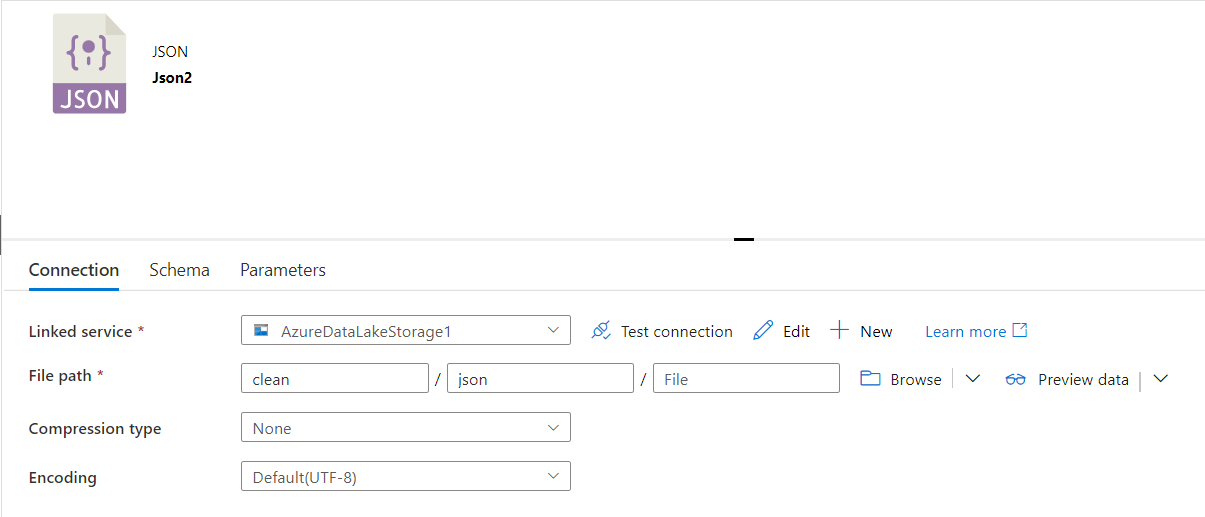 JSON
JSON
Json2
Connection Schema Parameters
Linked service * AzureDataLakeStorage1 Test connection Edit New Learn more
File path * clean / json / File Browse Preview data
Compression type None
Encoding Default(UTF-8)